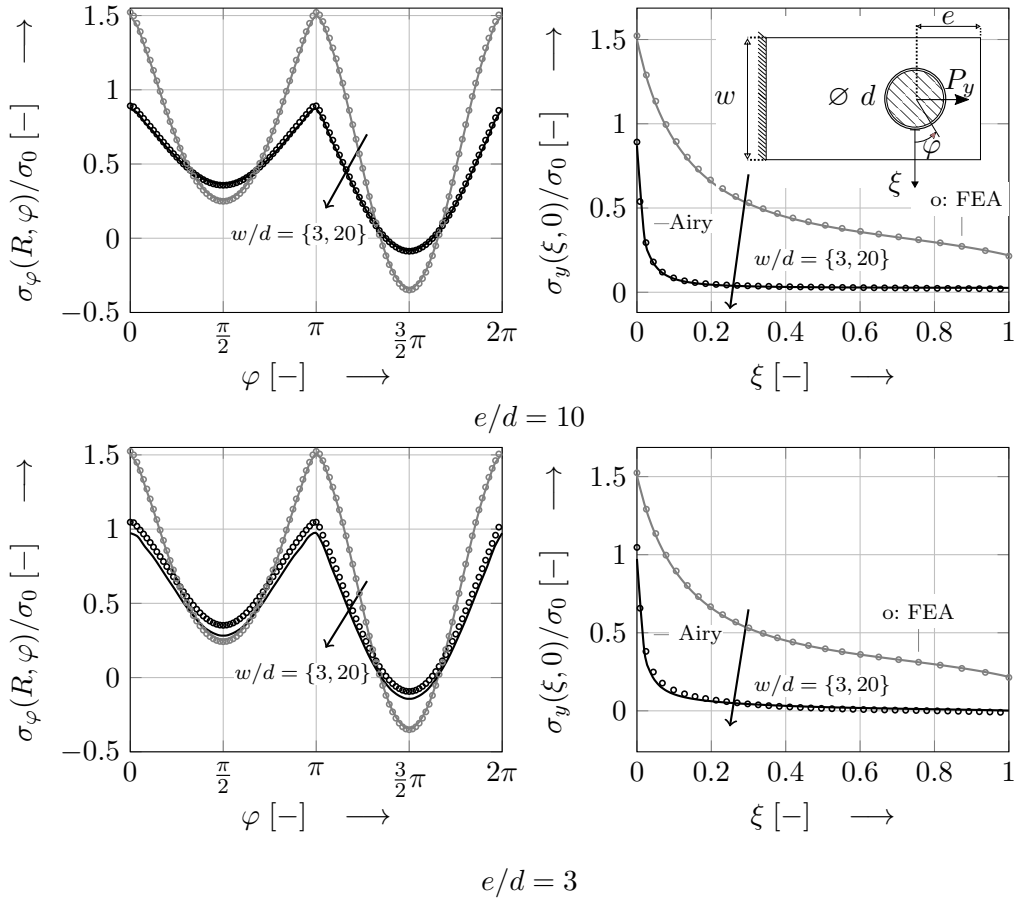 σφ(R, φ)/σ0 [−] ⟶
1.5
1
0.5
0
−0.5
w/d = {3, 20}
0 π/2 π 3/2π 2π
φ [−] ⟶
σy(ξ, 0)/σ0 [−] ⟶
1.5
1
0.5
0
e
w
∅ d
Py
φ
ξ
o: FEA
−Airy
w/d = {3, 20}
0 0.2 0.4 0.6 0.8 1
ξ [−] ⟶
e/d = 10
σφ(R, φ)/σ0 [−] ⟶
1.5
1
0.5
0
−0.5
w/d = {3, 20}
0 π/2 π 3/2π 2π
φ [−] ⟶
σy(ξ, 0)/σ0 [−] ⟶
1.5
1
0.5
0
o: FEA
− Airy
w/d = {3, 20}
0 0.2 0.4 0.6 0.8 1
ξ [−] ⟶
e/d = 3